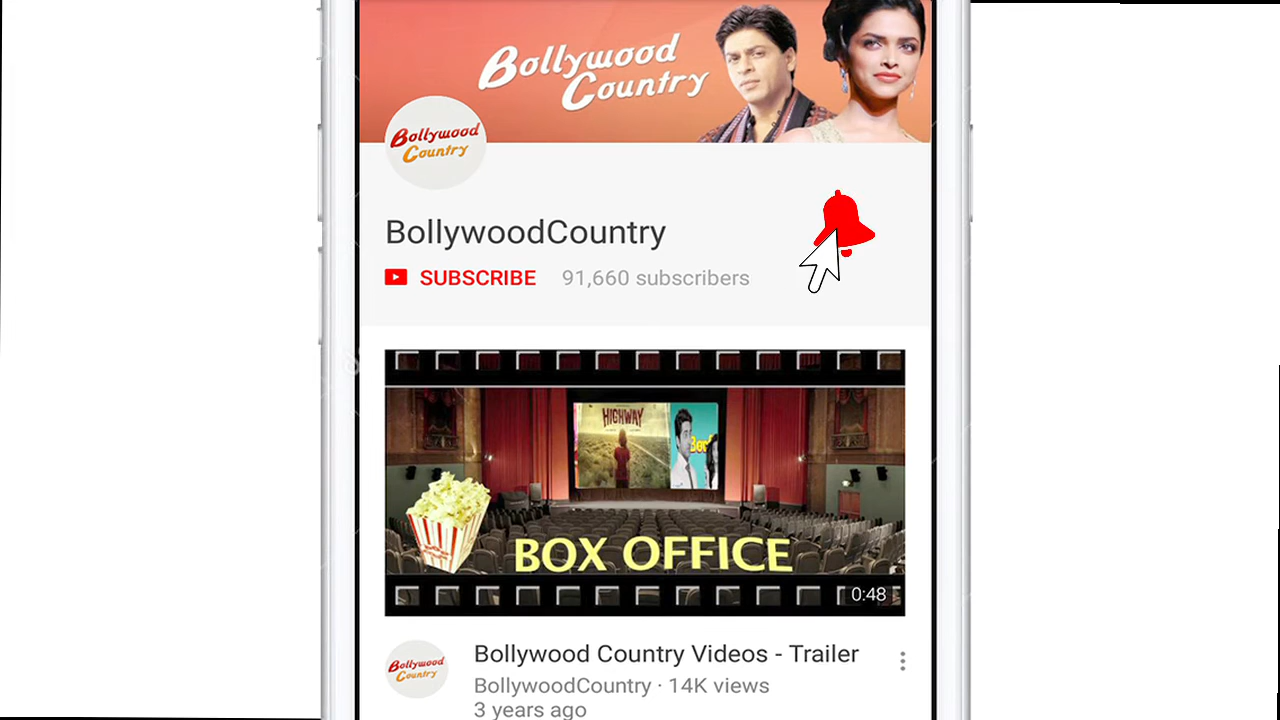 Bollywood
Country
Bollywood
Country
BollywoodCountry
SUBSCRIBE 91,660 subscribers
HIGHWAY
BOX OFFICE
0:48
Bollywood
Country
Bollywood Country Videos - Trailer
BollywoodCountry · 14K views
3 years ago